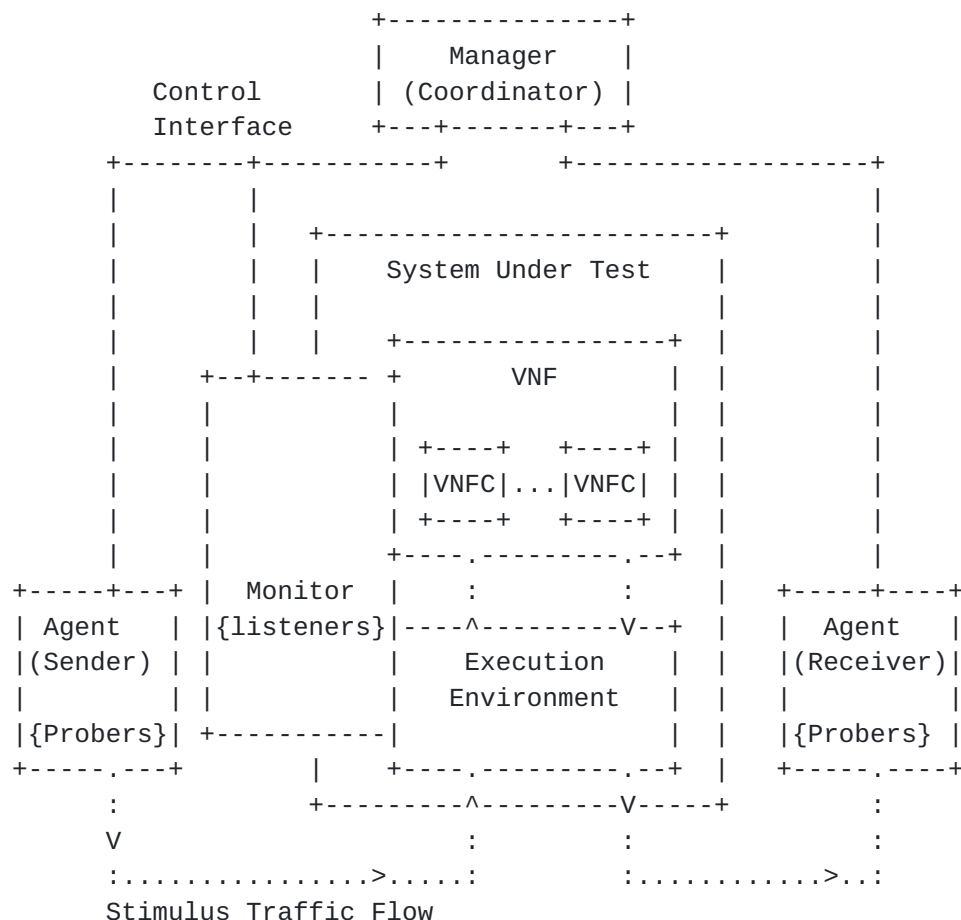 Manager
Control (Coordinator)
Interface
System Under Test
VNF
VNFC ... VNFC
Monitor
Agent {listeners} Agent
(Sender) Execution (Receiver)
Environment
{Probers} {Probers}
Stimulus Traffic Flow